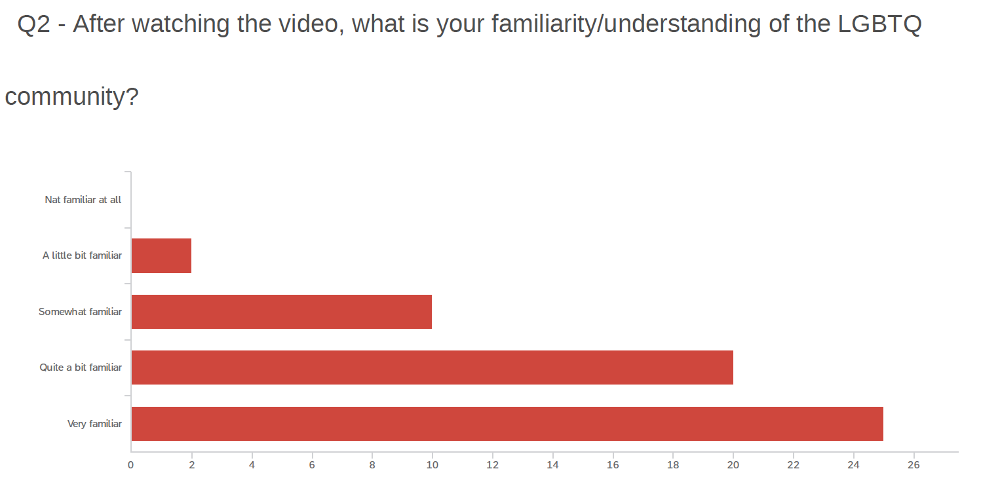 Q2 - After watching the video, what is your familiarity/understanding of the LGBTQ
community?
Nat familiar at all
A little bit familiar
Somewhat familiar
Quite a bit familiar
Very familiar
0 2 4 6 8 10 12 14 16 18 20 22 24 26